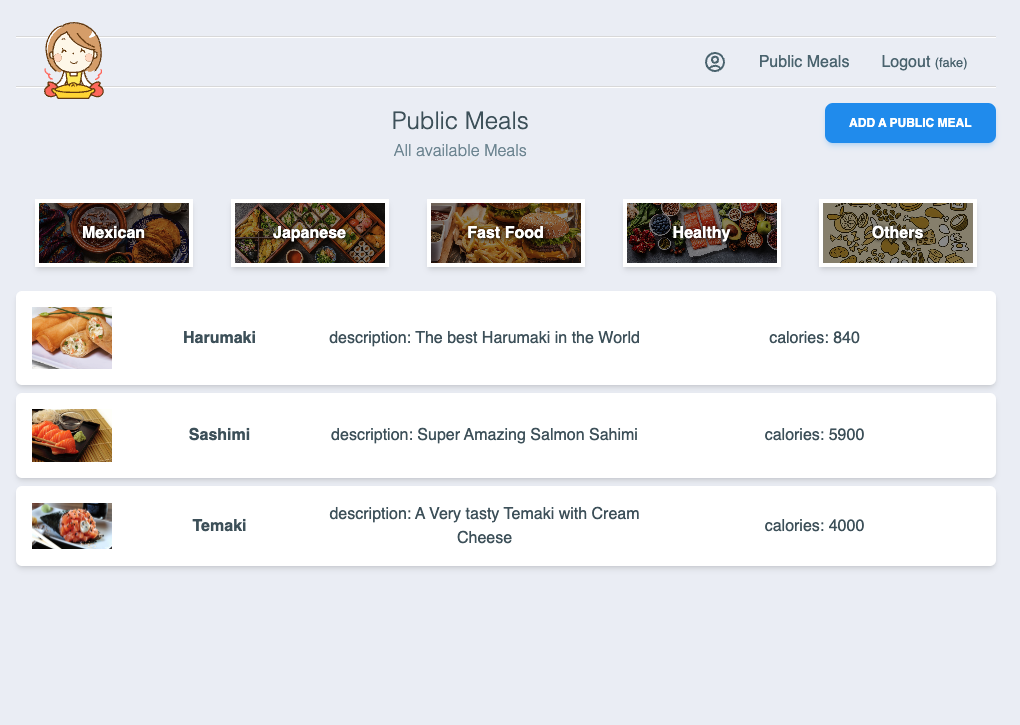 Public Meals
Logout (fake)
Public Meals
All available Meals
ADD A PUBLIC MEAL
Mexican
Japanese
Fast Food
Healthy
Others
Harumaki
description: The best Harumaki in the World
calories: 840
Sashimi
description: Super Amazing Salmon Sahimi
calories: 5900
Temaki
description: A Very tasty Temaki with Cream
Cheese
calories: 4000